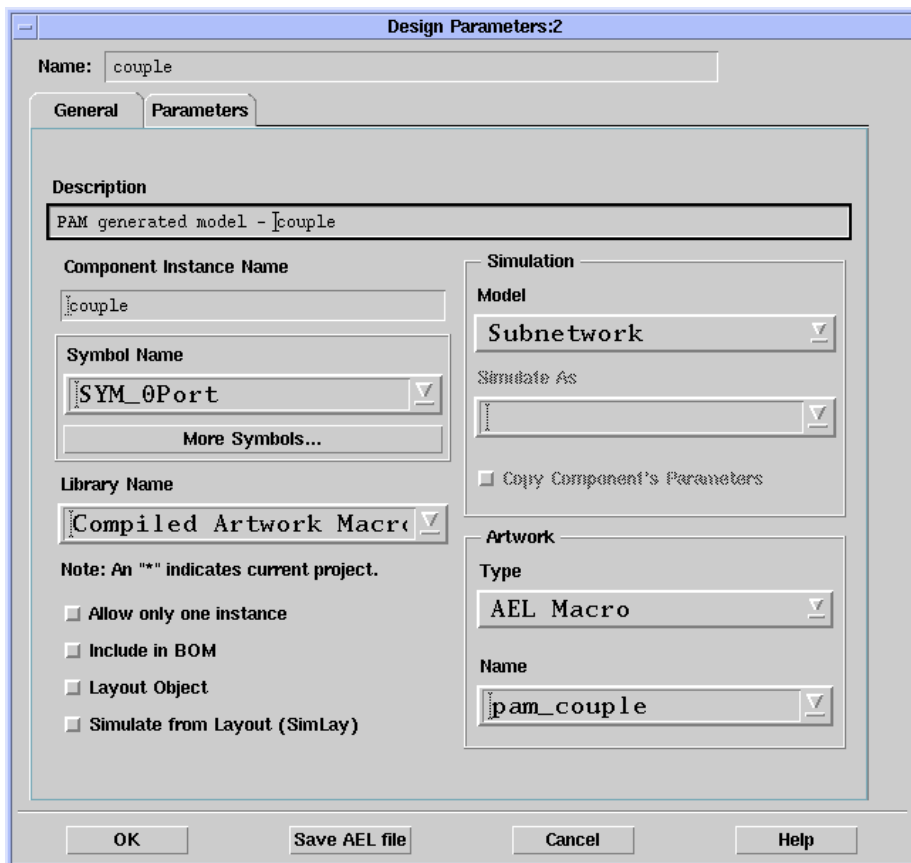 Design Parameters:2
Name: couple
General Parameters
Description
PAM generated model - couple
Component Instance Name
couple
Symbol Name
SYM_0Port
More Symbols...
Library Name
Compiled Artwork Macr
Note: An "*" indicates current project.
Allow only one instance
Include in BOM
Layout Object
Simulate from Layout (SimLay)
Simulation
Model
Subnetwork
Simulate As
Copy Component's Parameters
Artwork
Type
AEL Macro
Name
pam_couple
OK Save AEL file Cancel Help